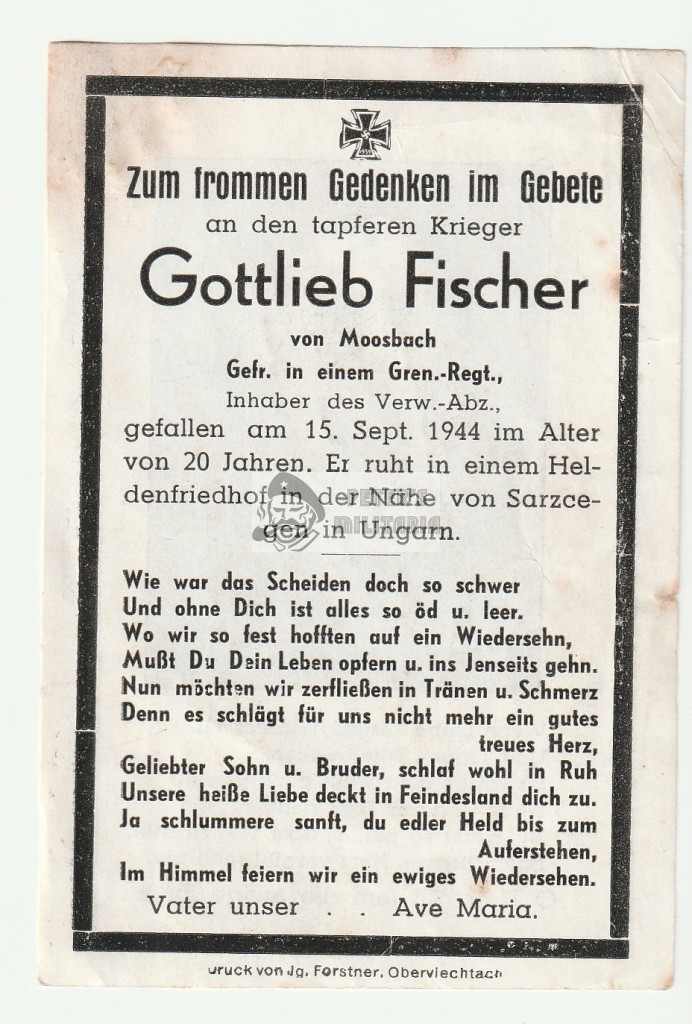 Zum frommen Gedenken im Gebete
an den tapferen Krieger
Gottlieb Fischer
von Moosbach
Gefr. in einem Gren.-Regt.,
Inhaber des Verw.-Abz.,
gefallen am 15. Sept. 1944 im Alter
von 20 Jahren. Er ruht in einem Hel-
denfriedhof in der Nähe von Sarzce-
gen in Ungarn.
Wie war das Scheiden doch so schwer
Und ohne Dich ist alles so öd u. leer.
Wo wir so fest hofften auf ein Wiedersehn,
Mußt Du Dein Leben opfern u. ins Jenseits gehn.
Nun möchten wir zerfließen in Tränen u. Schmerz
Denn es schlägt für uns nicht mehr ein gutes
treues Herz,
Geliebter Sohn u. Bruder, schlaf wohl in Ruh
Unsere heiße Liebe deckt in Feindesland dich zu.
Ja schlummere sanft, du edler Held bis zum
Auferstehen,
Im Himmel feiern wir ein ewiges Wiedersehen.
Vater unser . . Ave Maria.
Druck von Jg. Forstner, Oberviechtach